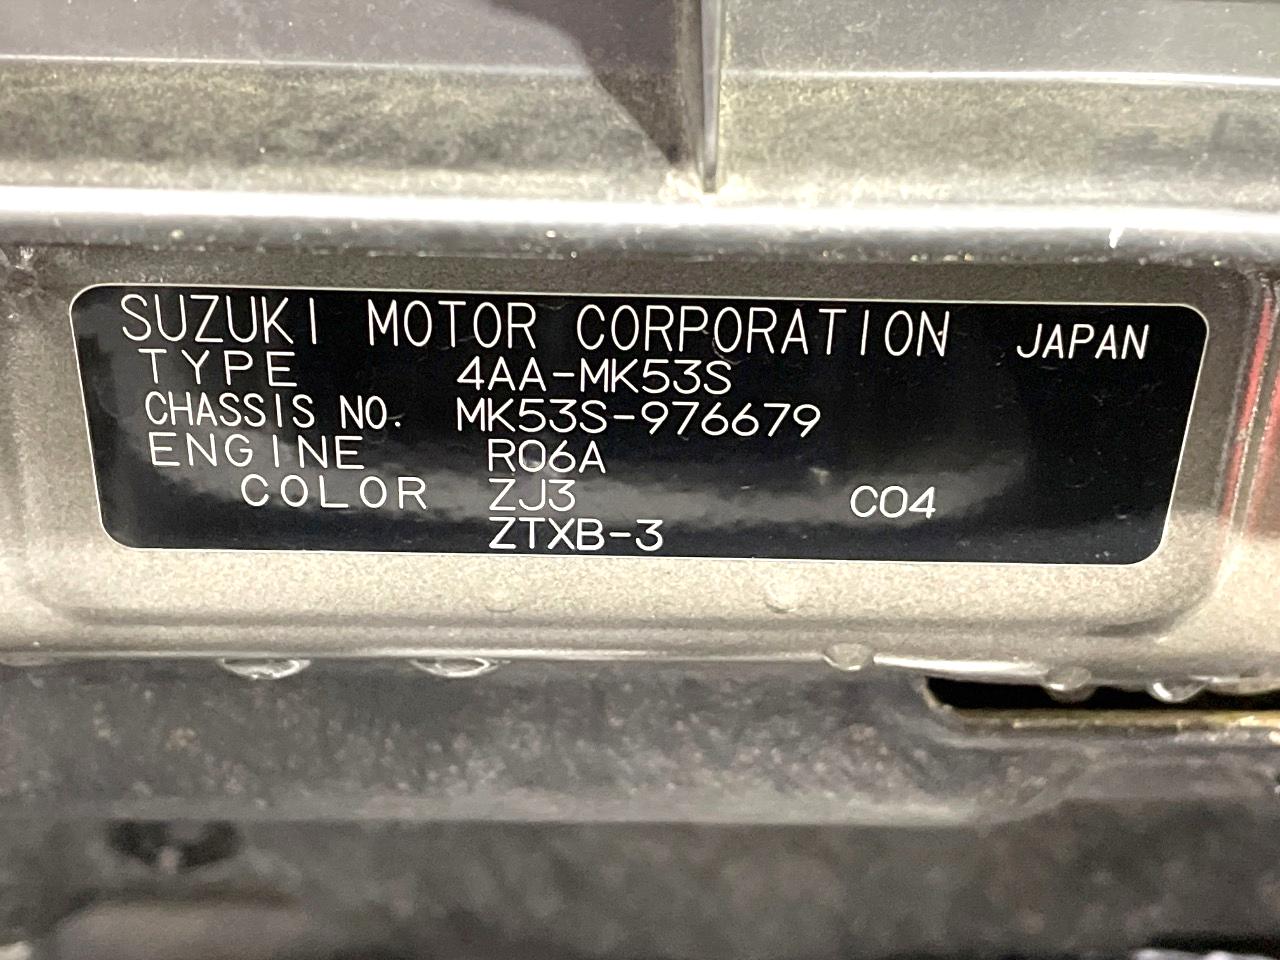 SUZUKI MOTOR CORPORATION JAPAN
TYPE 4AA-MK53S
CHASSIS NO. MK53S-976679
ENGINE R06A
COLOR ZJ3 C04
ZTXB-3